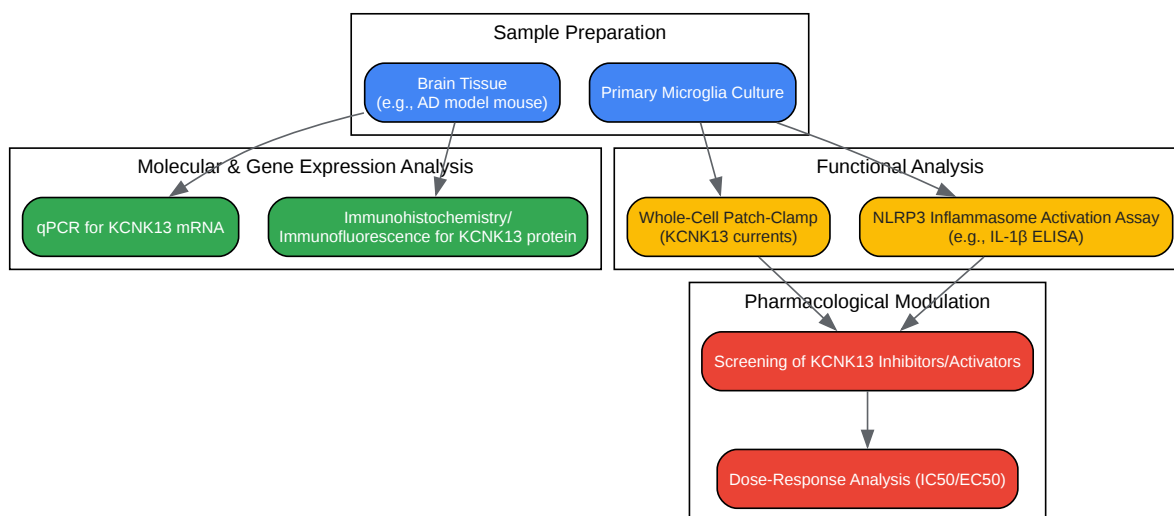 Sample Preparation
Brain Tissue
(e.g., AD model mouse)
Primary Microglia Culture
Molecular & Gene Expression Analysis
qPCR for KCNK13 mRNA
Immunohistochemistry/
Immunofluorescence for KCNK13 protein
Functional Analysis
Whole-Cell Patch-Clamp
(KCNK13 currents)
NLRP3 Inflammasome Activation Assay
(e.g., IL-1β ELISA)
Pharmacological Modulation
Screening of KCNK13 Inhibitors/Activators
Dose-Response Analysis (IC50/EC50)